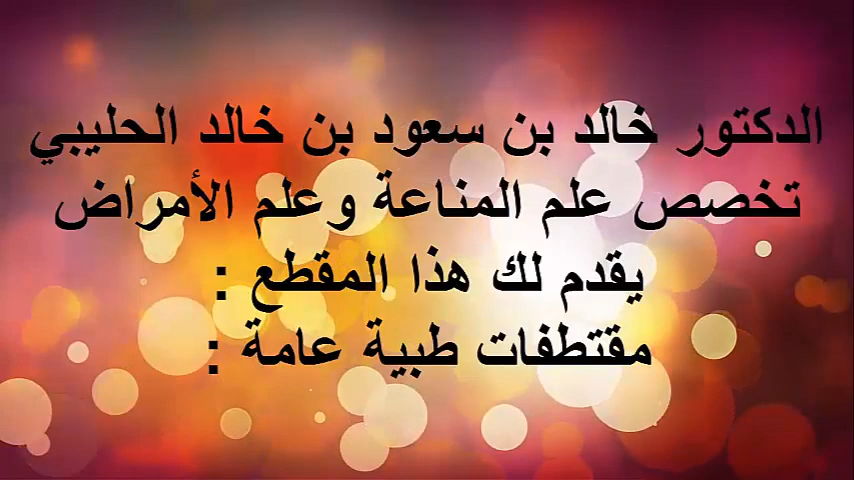 الدكتور خالد بن سعود بن خالد الحليبي
تخصص علم المناعة وعلم الأمراض
يقدم لك هذا المقطع :
مقتطفات طبية عامة :